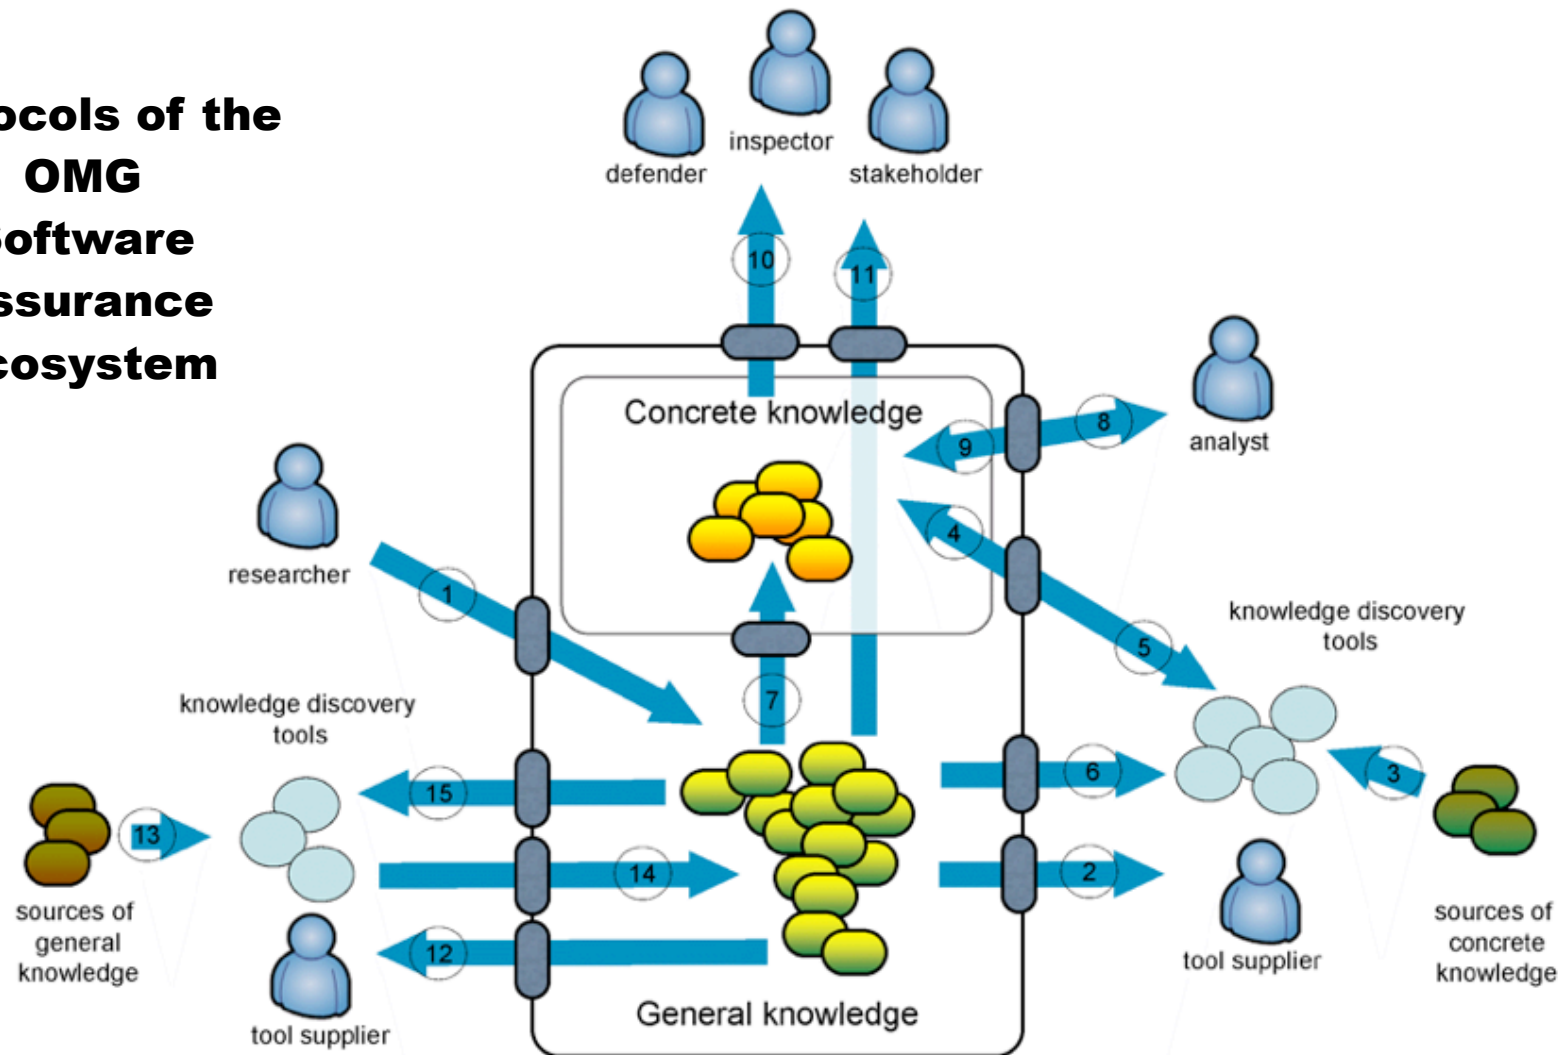 ocols of the
OMG
oftware
ssurance
cosystem
defender
inspector
stakeholder
10
11
Concrete knowledge
9
8
analyst
4
researcher
1
5
knowledge discovery
tools
7
knowledge discovery
tools
15
6
3
13
14
2
12
sources of
general
knowledge
tool supplier
tool supplier
sources of
concrete
knowledge
General knowledge